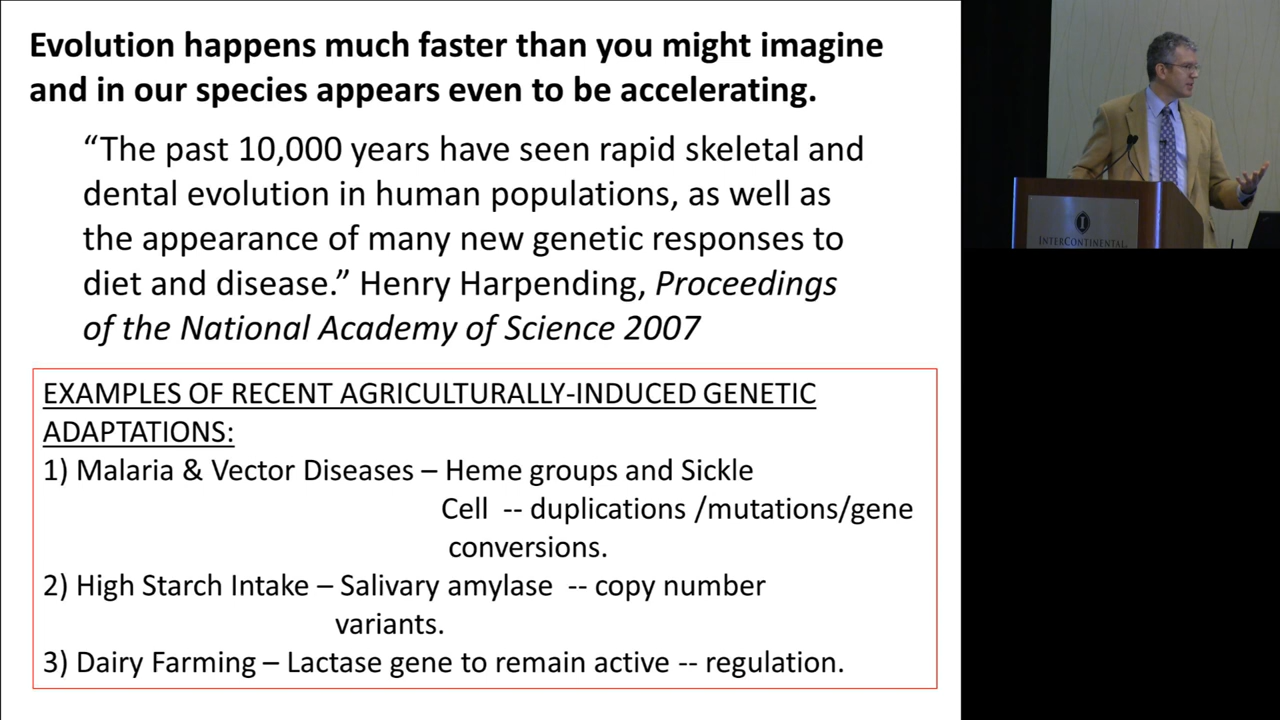 Evolution happens much faster than you might imagine
and in our species appears even to be accelerating.
“The past 10,000 years have seen rapid skeletal and
dental evolution in human populations, as well as
the appearance of many new genetic responses to
diet and disease.” Henry Harpending, Proceedings
of the National Academy of Science 2007
EXAMPLES OF RECENT AGRICULTURALLY-INDUCED GENETIC
ADAPTATIONS:
1) Malaria & Vector Diseases – Heme groups and Sickle
Cell -- duplications /mutations/gene
conversions.
2) High Starch Intake – Salivary amylase -- copy number
variants.
3) Dairy Farming – Lactase gene to remain active -- regulation.
I
INTERCONTINENTAL